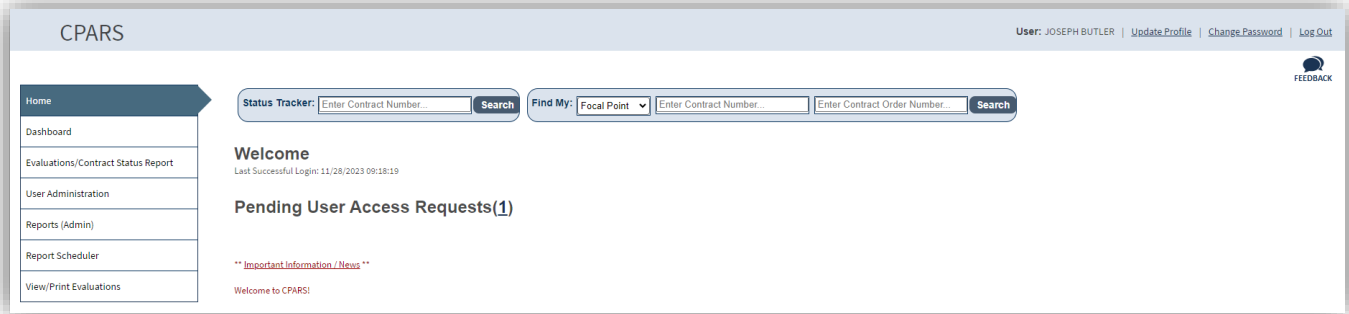 CPARS
User: JOSEPH BUTLER | Update Profile | Change Password | Log Out
FEEDBACK
Home
Dashboard
Evaluations/Contract Status Report
User Administration
Reports (Admin)
Report Scheduler
View/Print Evaluations
Status Tracker: Enter Contract Number... Search Find My: Focal Point Enter Contract Number... Enter Contract Order Number... Search
Welcome
Last Successful Login: 11/28/2023 09:18:19
Pending User Access Requests(1)
** Important Information / News **
Welcome to CPARS!